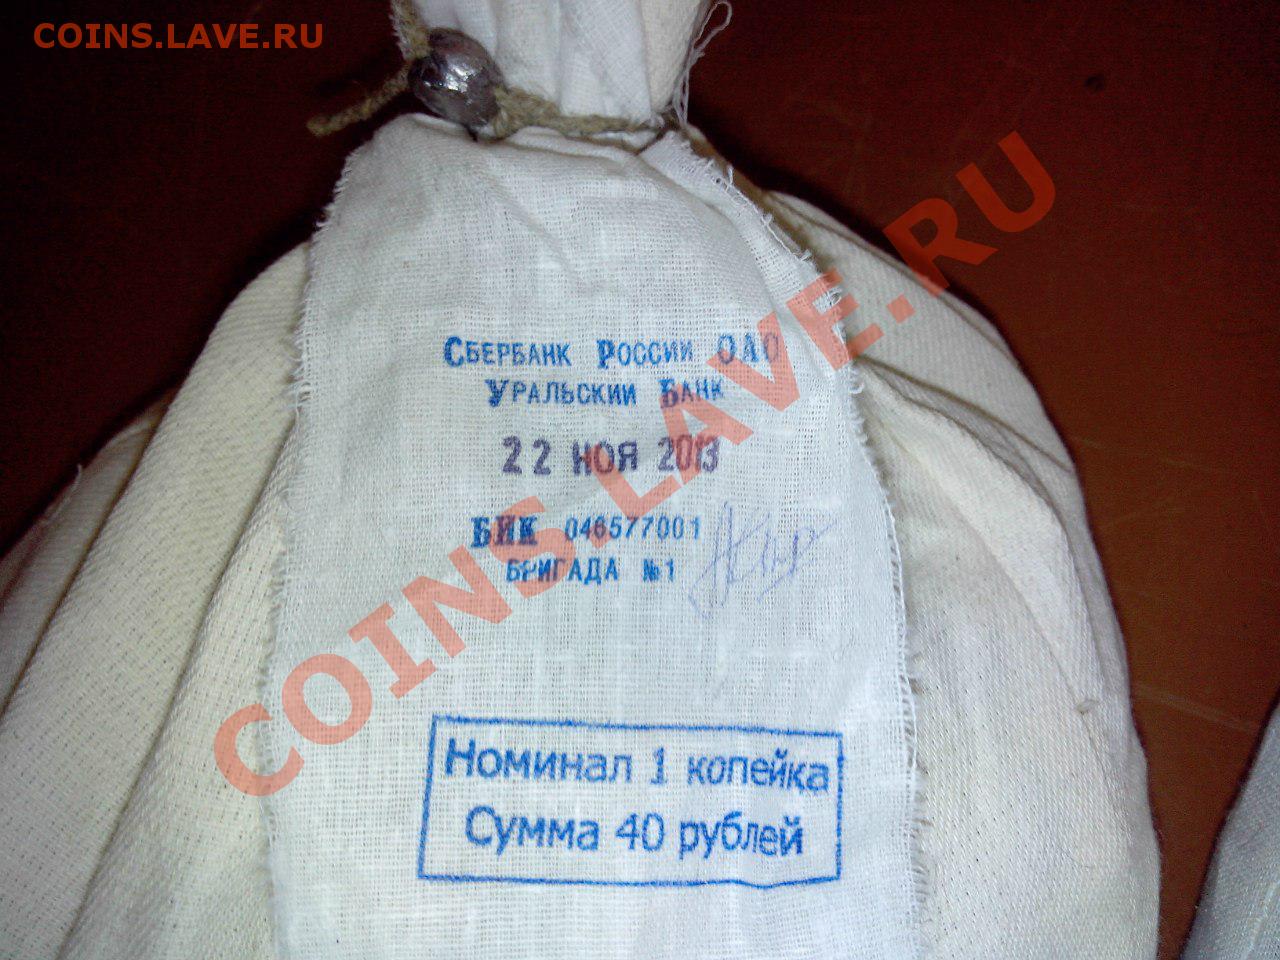 COINS.LAVE.RU
СБЕРБАНК РОССИИ ОАО
УРАЛЬСКИЙ БАНК
22 НОЯ 2013
БИК 046577001
БРИГАДА №1
Номинал 1 копейка
Сумма 40 рублей
COINS.LAVE.RU